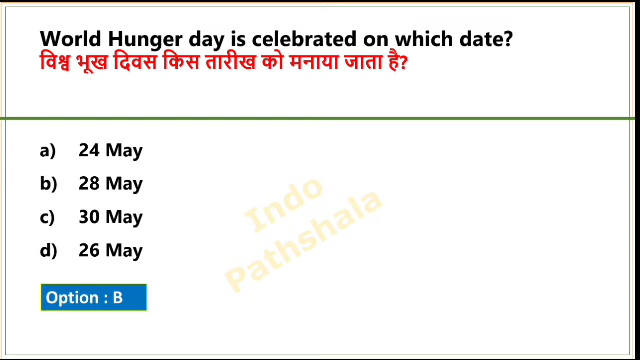 World Hunger day is celebrated on which date?
विश्व भूख दिवस किस तारीख को मनाया जाता है?
a) 24 May
b) 28 May
c) 30 May
d) 26 May
Indo
Pathshala
Option : B